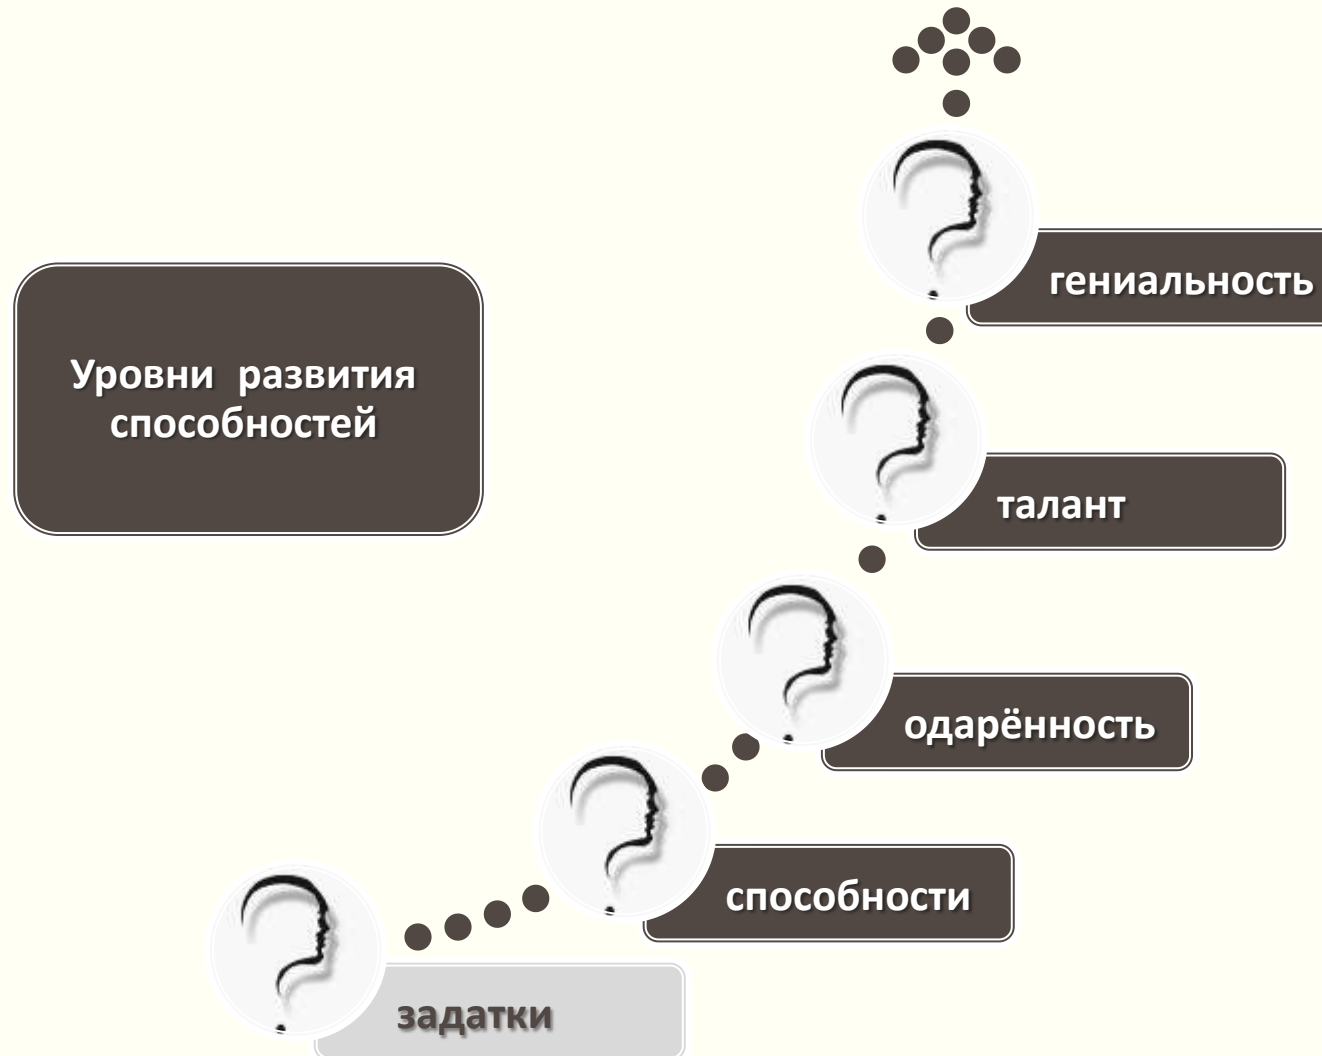 Уровни развития
способностей
гениальность
талант
одарённость
способности
задатки